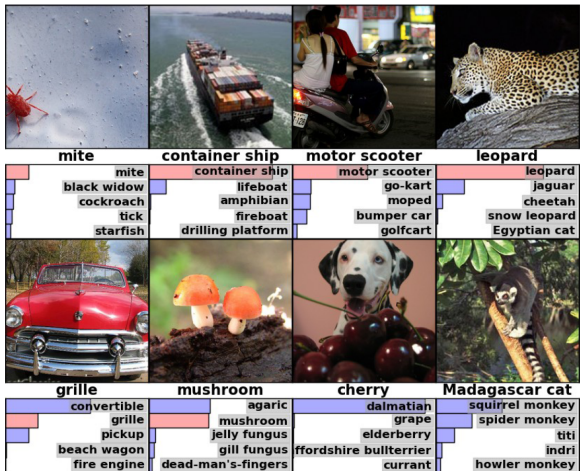 mite
container ship
motor scooter
leopard
mite
black widow
cockroach
tick
starfish
container ship
lifeboat
amphibian
fireboat
drilling platform
motor scooter
go-kart
moped
bumper car
golfcart
leopard
jaguar
cheetah
snow leopard
Egyptian cat
grille
mushroom
cherry
Madagascar cat
convertible
grille
pickup
beach wagon
fire engine
agaric
mushroom
jelly fungus
gill fungus
dead-man's-fingers
dalmatian
grape
elderberry
ffordshire bullterrier
currant
squirrel monkey
spider monkey
titi
indri
howler monkey